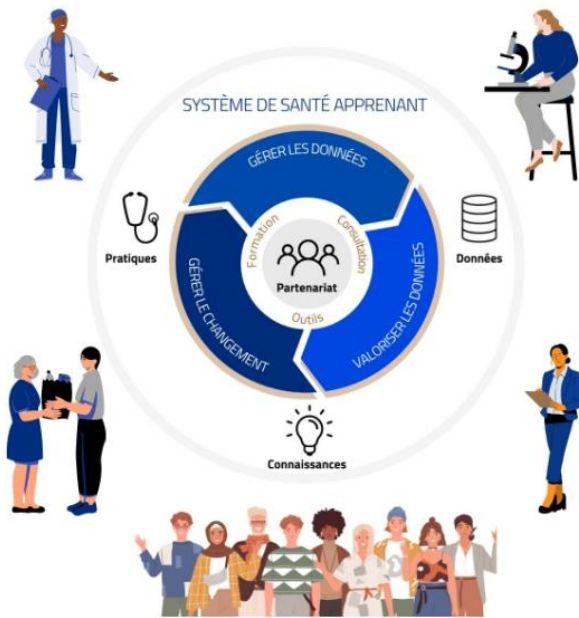 SYSTÈME DE SANTÉ APPRENANT
GÉRER LES DONNÉES
Formation
Consultation
Pratiques
Données
Partenariat
GÉRER LE CHANGEMENT
VALORISER LES DONNÉES
Outils
Connaissances